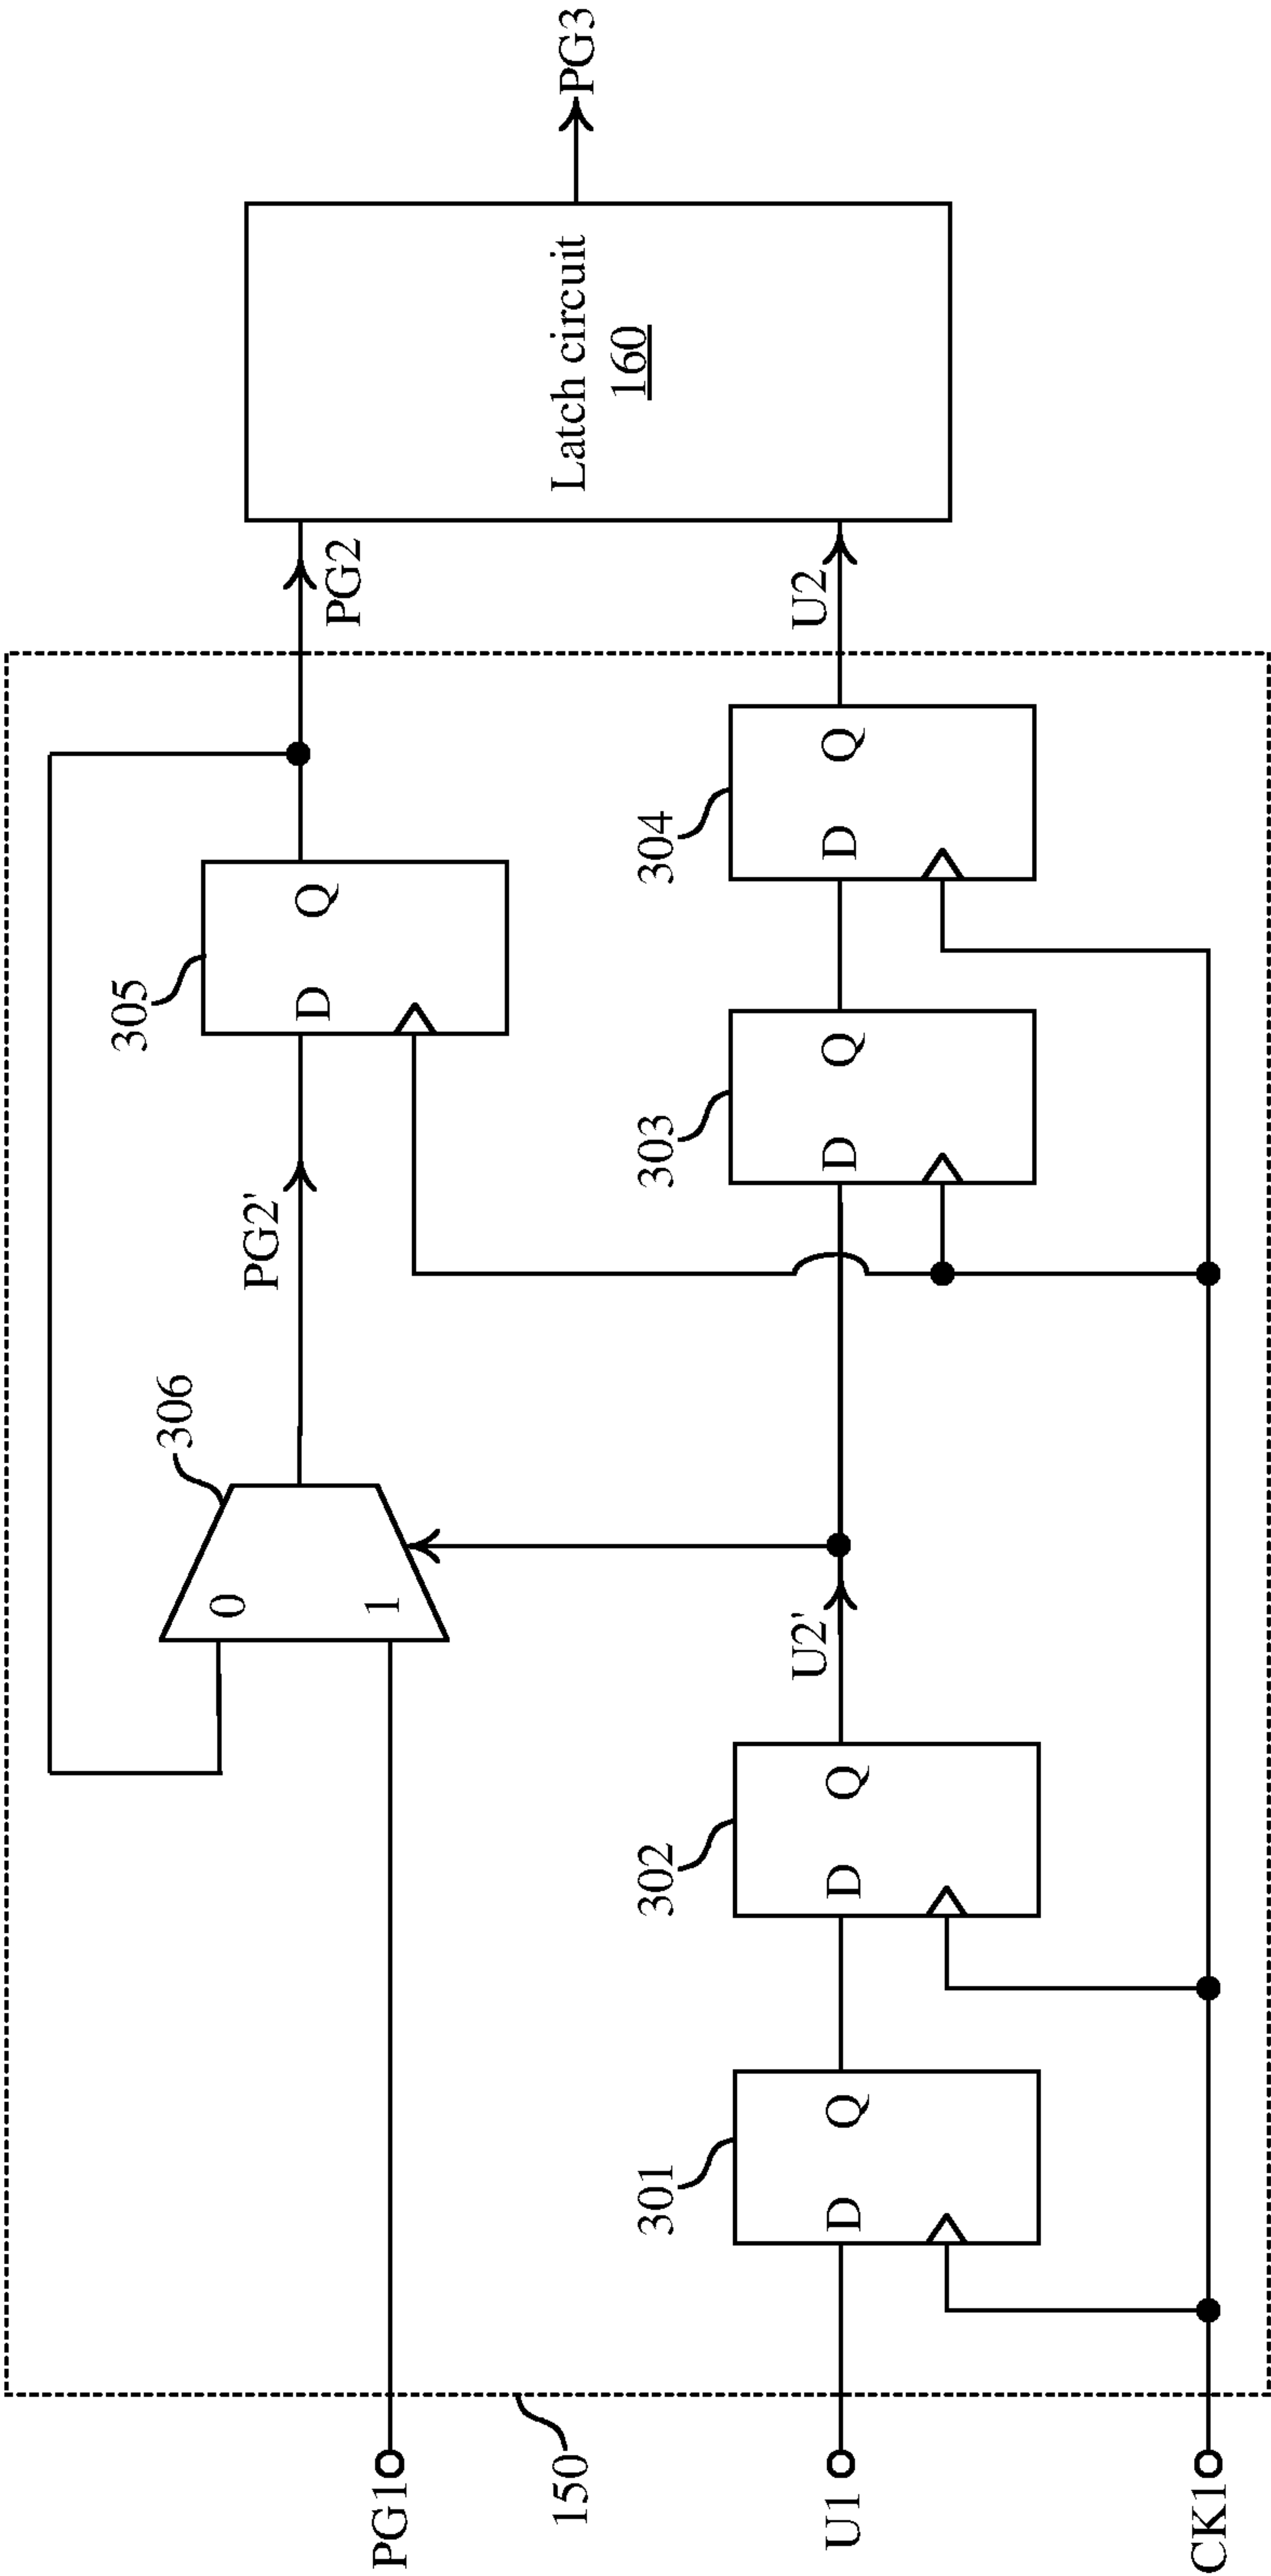 PG1
U1
CK1
150
306
0
1
PG2'
305
D
Q
PG2
301
D
Q
302
D
Q
U2'
303
D
Q
304
D
Q
U2
Latch circuit
160
PG3